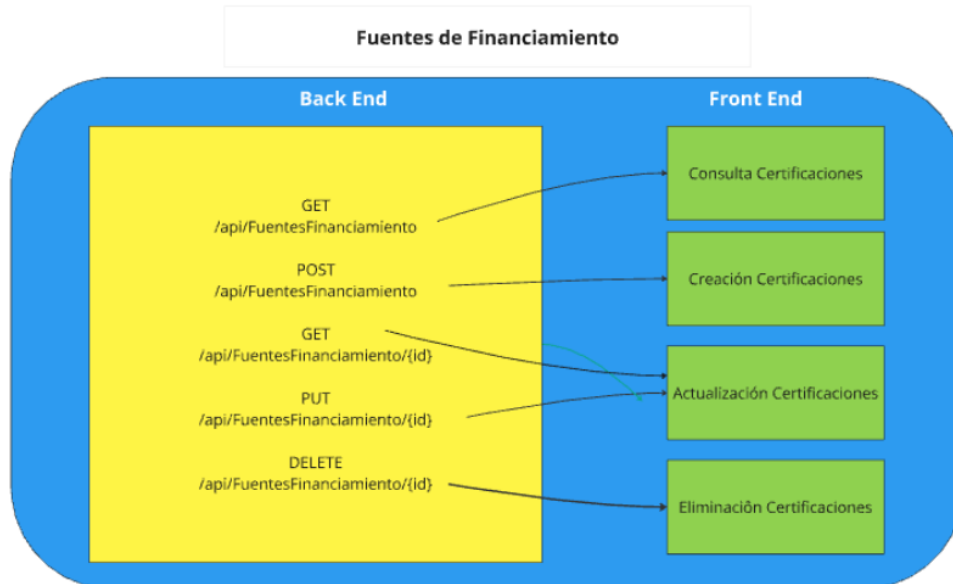 Fuentes de Financiamiento
Back End
Front End
GET
/api/FuentesFinanciamiento
POST
/api/FuentesFinanciamiento
GET
/api/FuentesFinanciamiento/{id}
PUT
/api/FuentesFinanciamiento/{id}
DELETE
/api/FuentesFinanciamiento/{id}
Consulta Certificaciones
Creación Certificaciones
Actualización Certificaciones
Eliminación Certificaciones